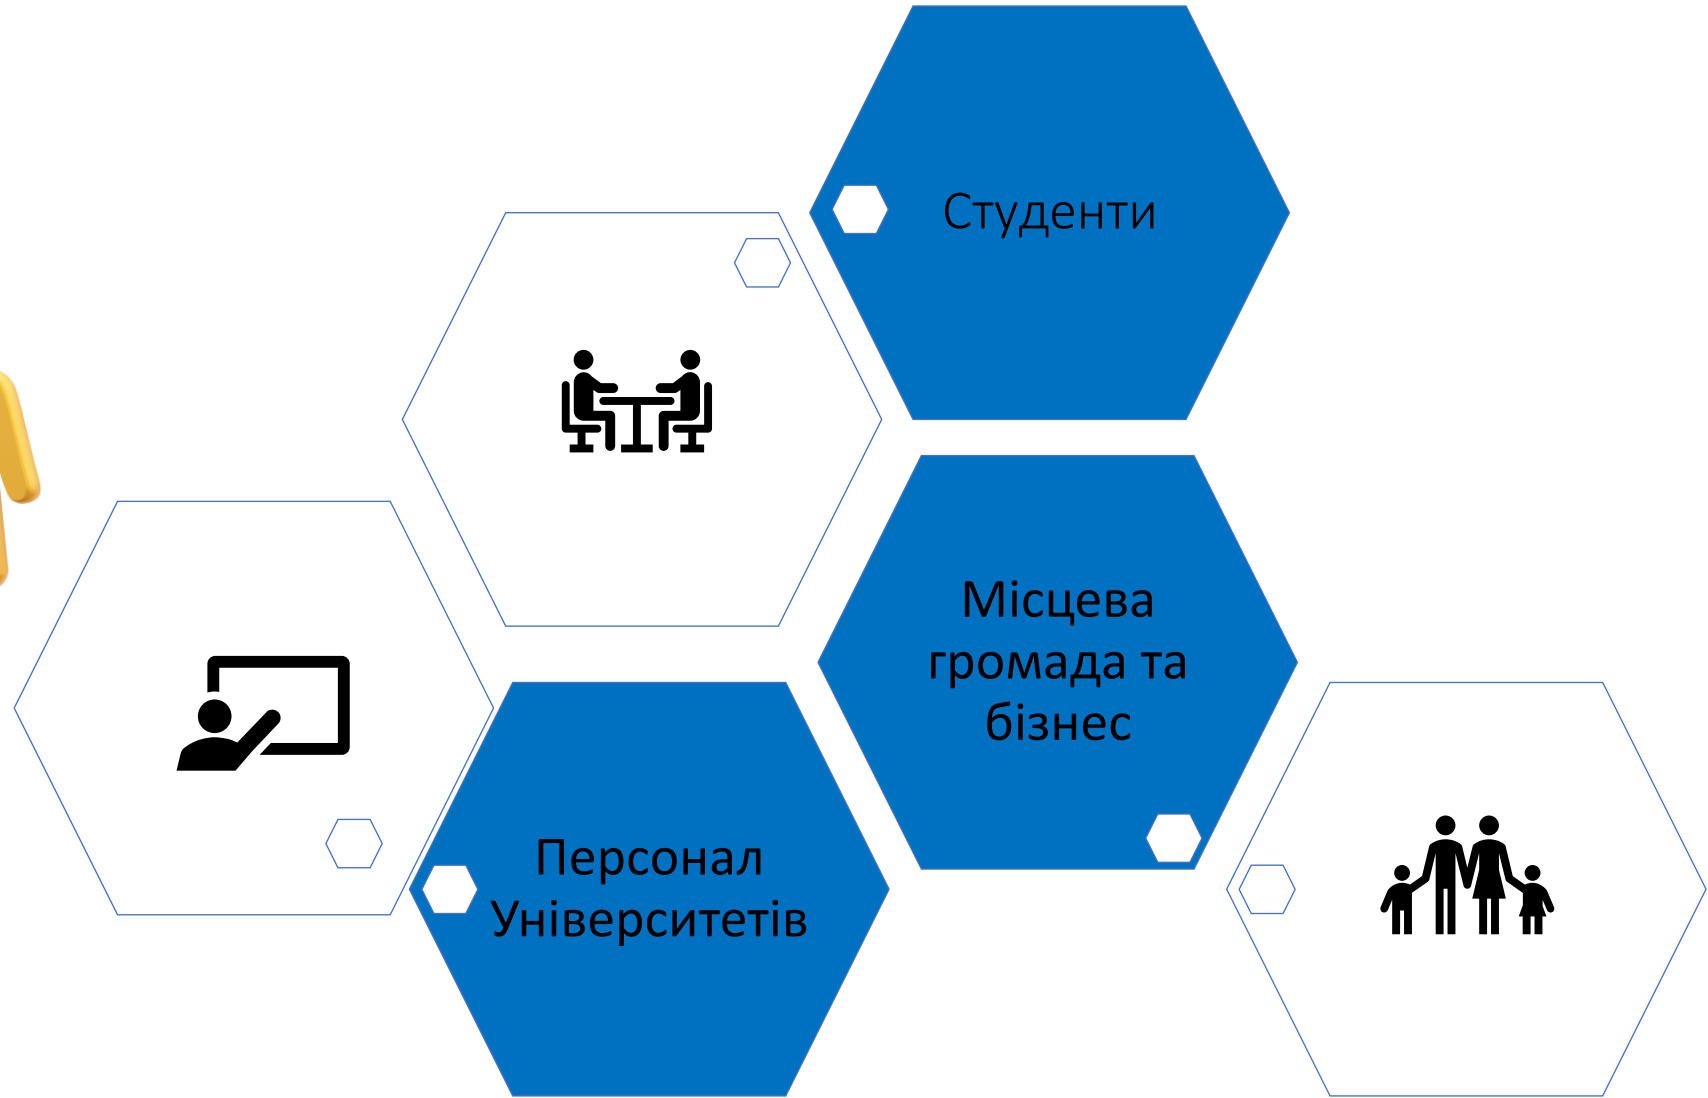 Студенти
Місцева
громада та
бізнес
Персонал
Університетів